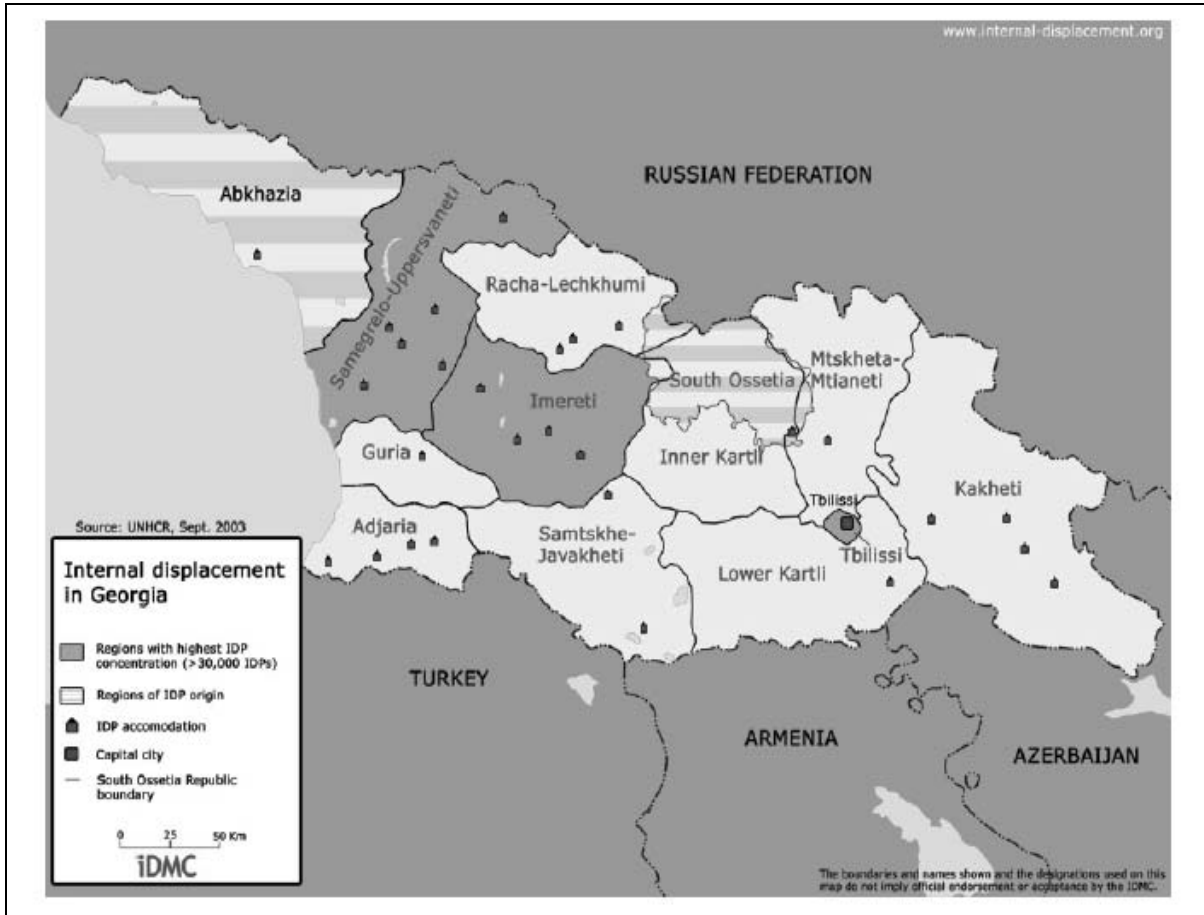 www.internal-displacement.org
RUSSIAN FEDERATION
Abkhazia
Samegrelo-Uppersvaneti
Racha-Lechkhumi
Mtskheta-
Mtianeti
South Ossetia
Imereti
Guria
Inner Kartli
Kakheti
Tbilissi
Source: UNHCR, Sept. 2003
Adjaria
Samtskhe-
Javakheti
Tbilissi
Lower Kartli
Internal displacement
in Georgia
Regions with highest IDP
concentration (>30,000 IDPs)
Regions of IDP origin
IDP accomodation
Capital city
South Ossetia Republic
boundary
0 25 50 Km
iDMC
TURKEY
ARMENIA
AZERBAIJAN
The boundaries and names shown and the designations used on this
map do not imply official endorsement or acceptance by the IDMC.